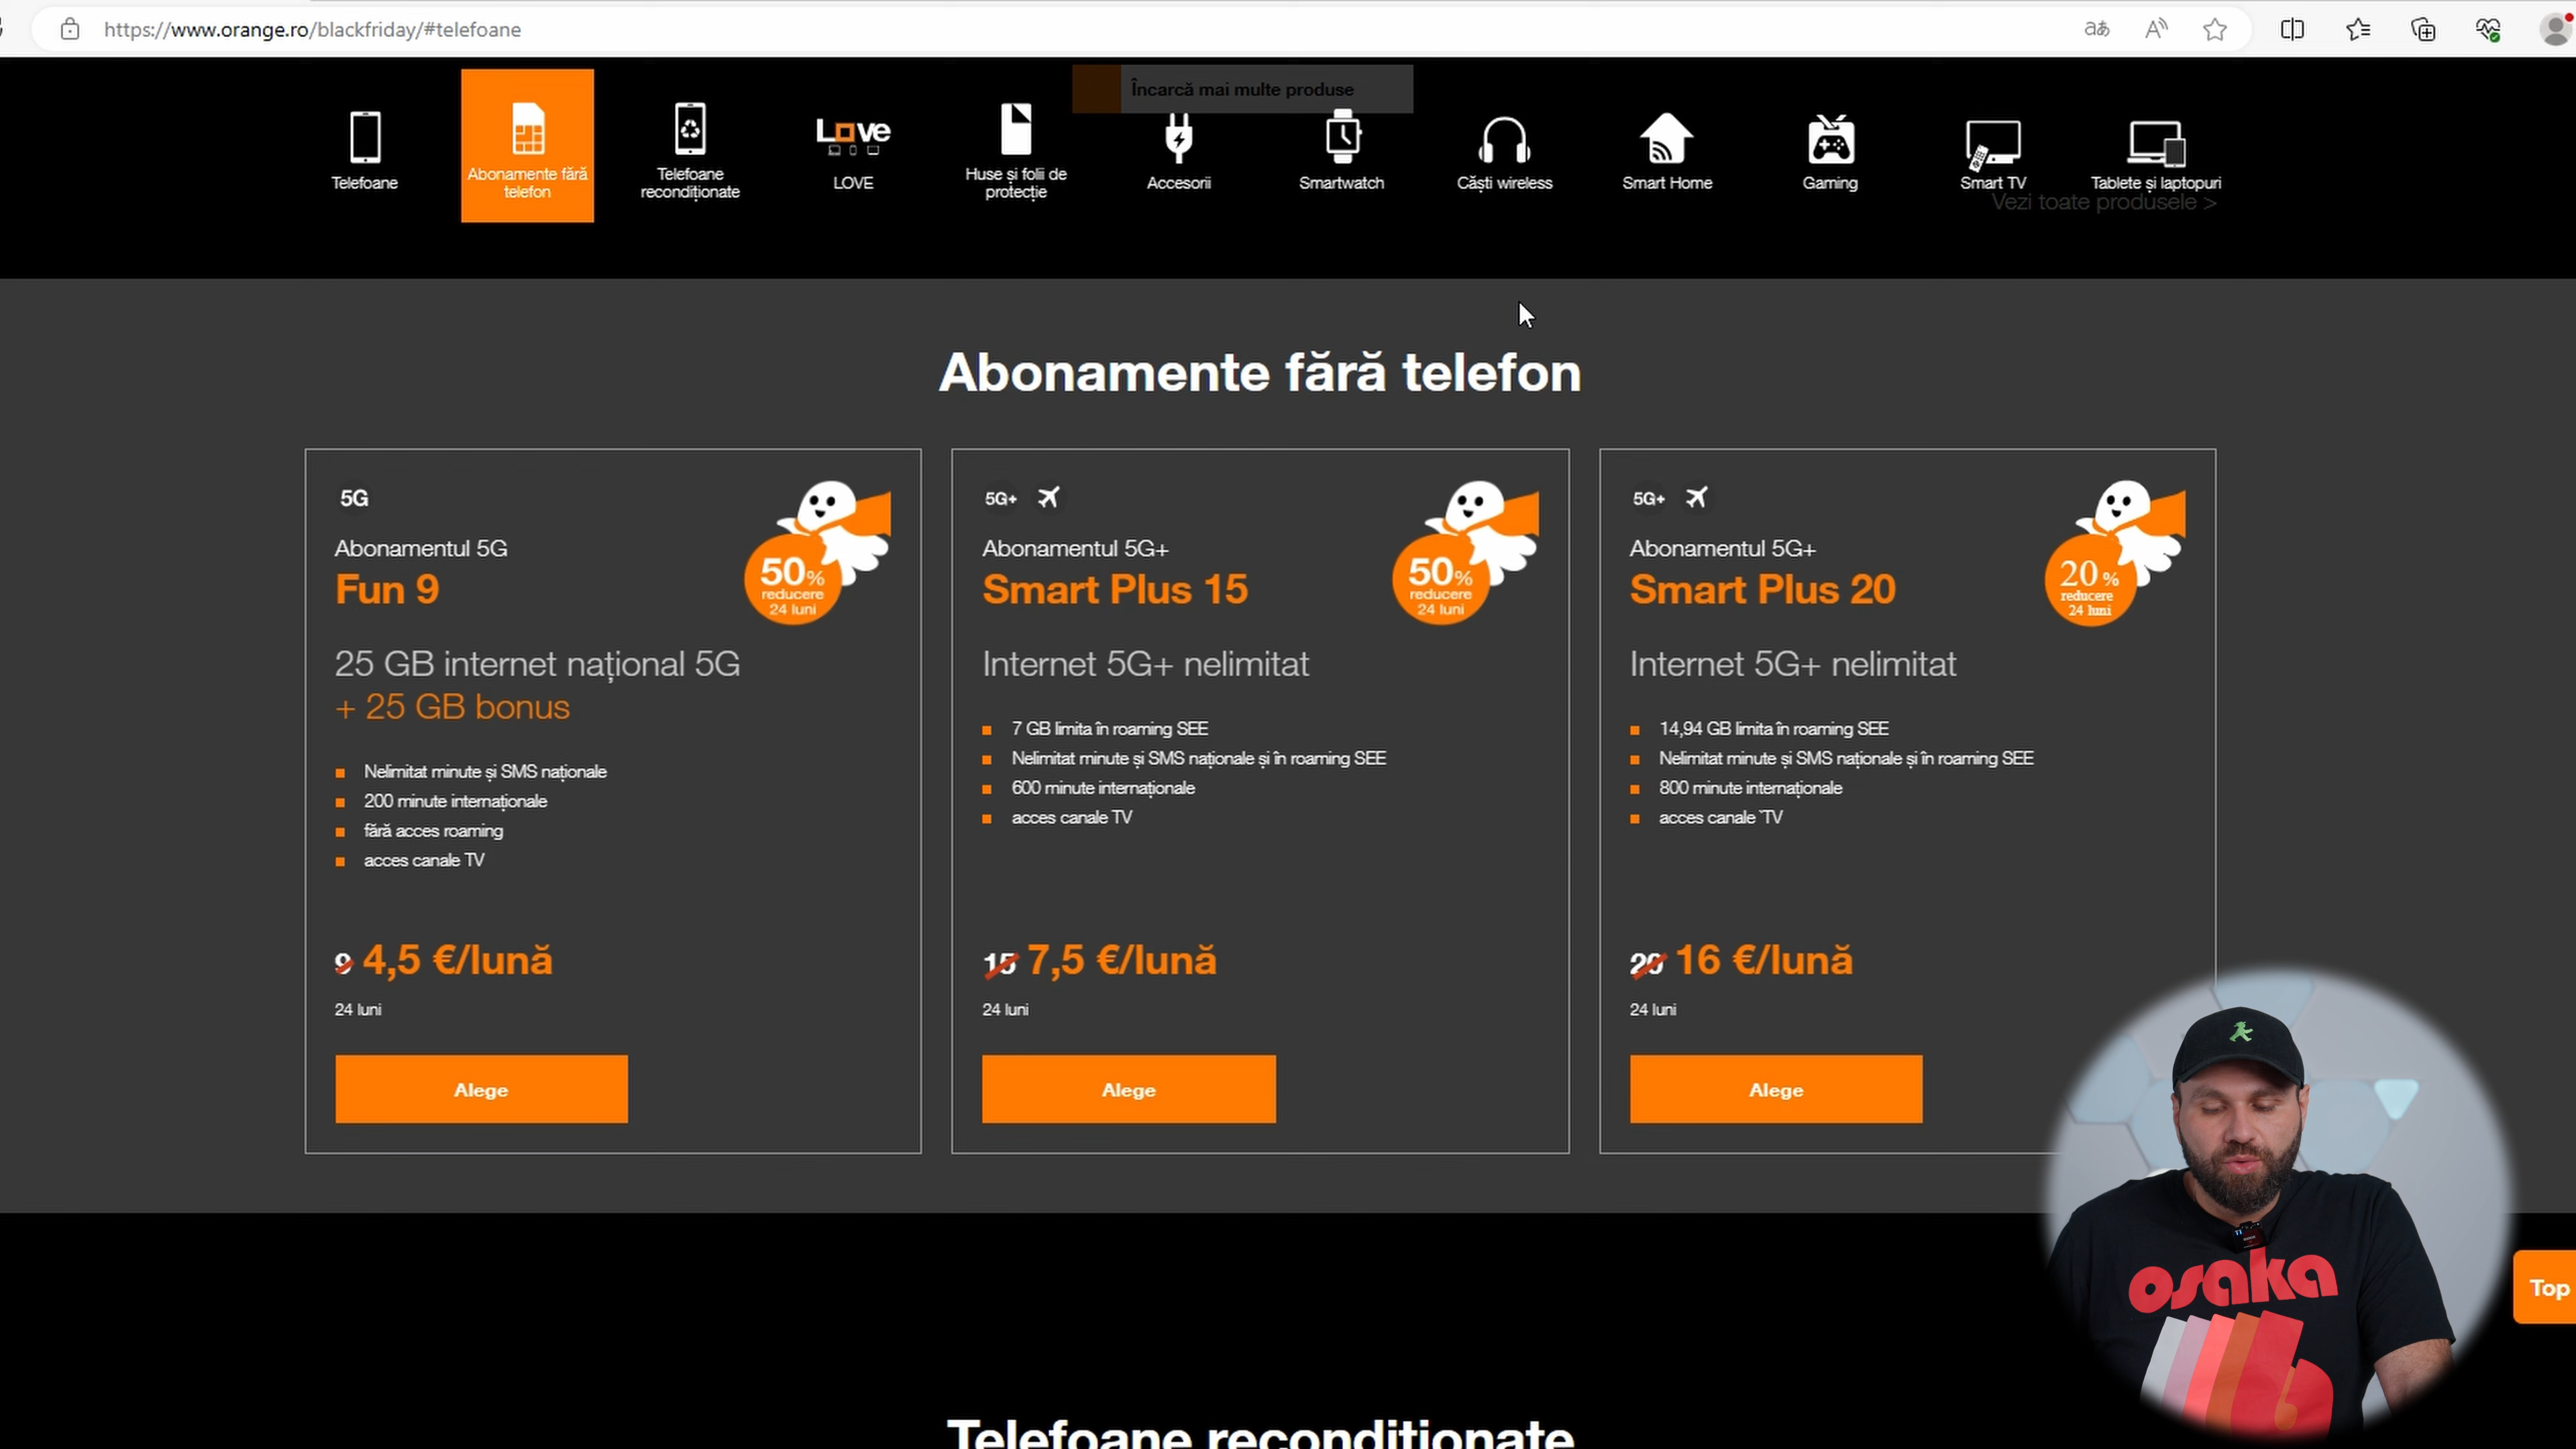 https://www.orange.ro/blackfriday/#telefoane
Încarcă mai multe produse
Telefoane
Abonamente fără
telefon
Telefoane
recondiționate
Love
LOVE
Huse și folii de
protecție
Accesorii
Smartwatch
Căști wireless
Smart Home
Gaming
Smart TV
Tablete și laptopuri
Vezi toate produsele >
Abonamente fără telefon
5G
Abonamentul 5G
Fun 9
50%
reducere
24 luni
25 GB internet național 5G
+ 25 GB bonus
Nelimitat minute și SMS naționale
200 minute internaționale
fără acces roaming
acces canale TV
9 4,5 €/lună
24 luni
Alege
5G+
Abonamentul 5G+
Smart Plus 15
50%
reducere
24 luni
Internet 5G+ nelimitat
7 GB limita în roaming SEE
Nelimitat minute și SMS naționale și în roaming SEE
600 minute internaționale
acces canale TV
15 7,5 €/lună
24 luni
Alege
5G+
Abonamentul 5G+
Smart Plus 20
20%
reducere
24 luni
Internet 5G+ nelimitat
14,94 GB limita în roaming SEE
Nelimitat minute și SMS naționale și în roaming SEE
800 minute internaționale
acces canale TV
20 16 €/lună
24 luni
Alege
osaka
Top
Telefoane recondiționate